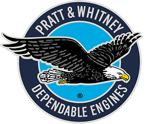 PRATT & WHITNEY
®
DEPENDABLE ENGINES